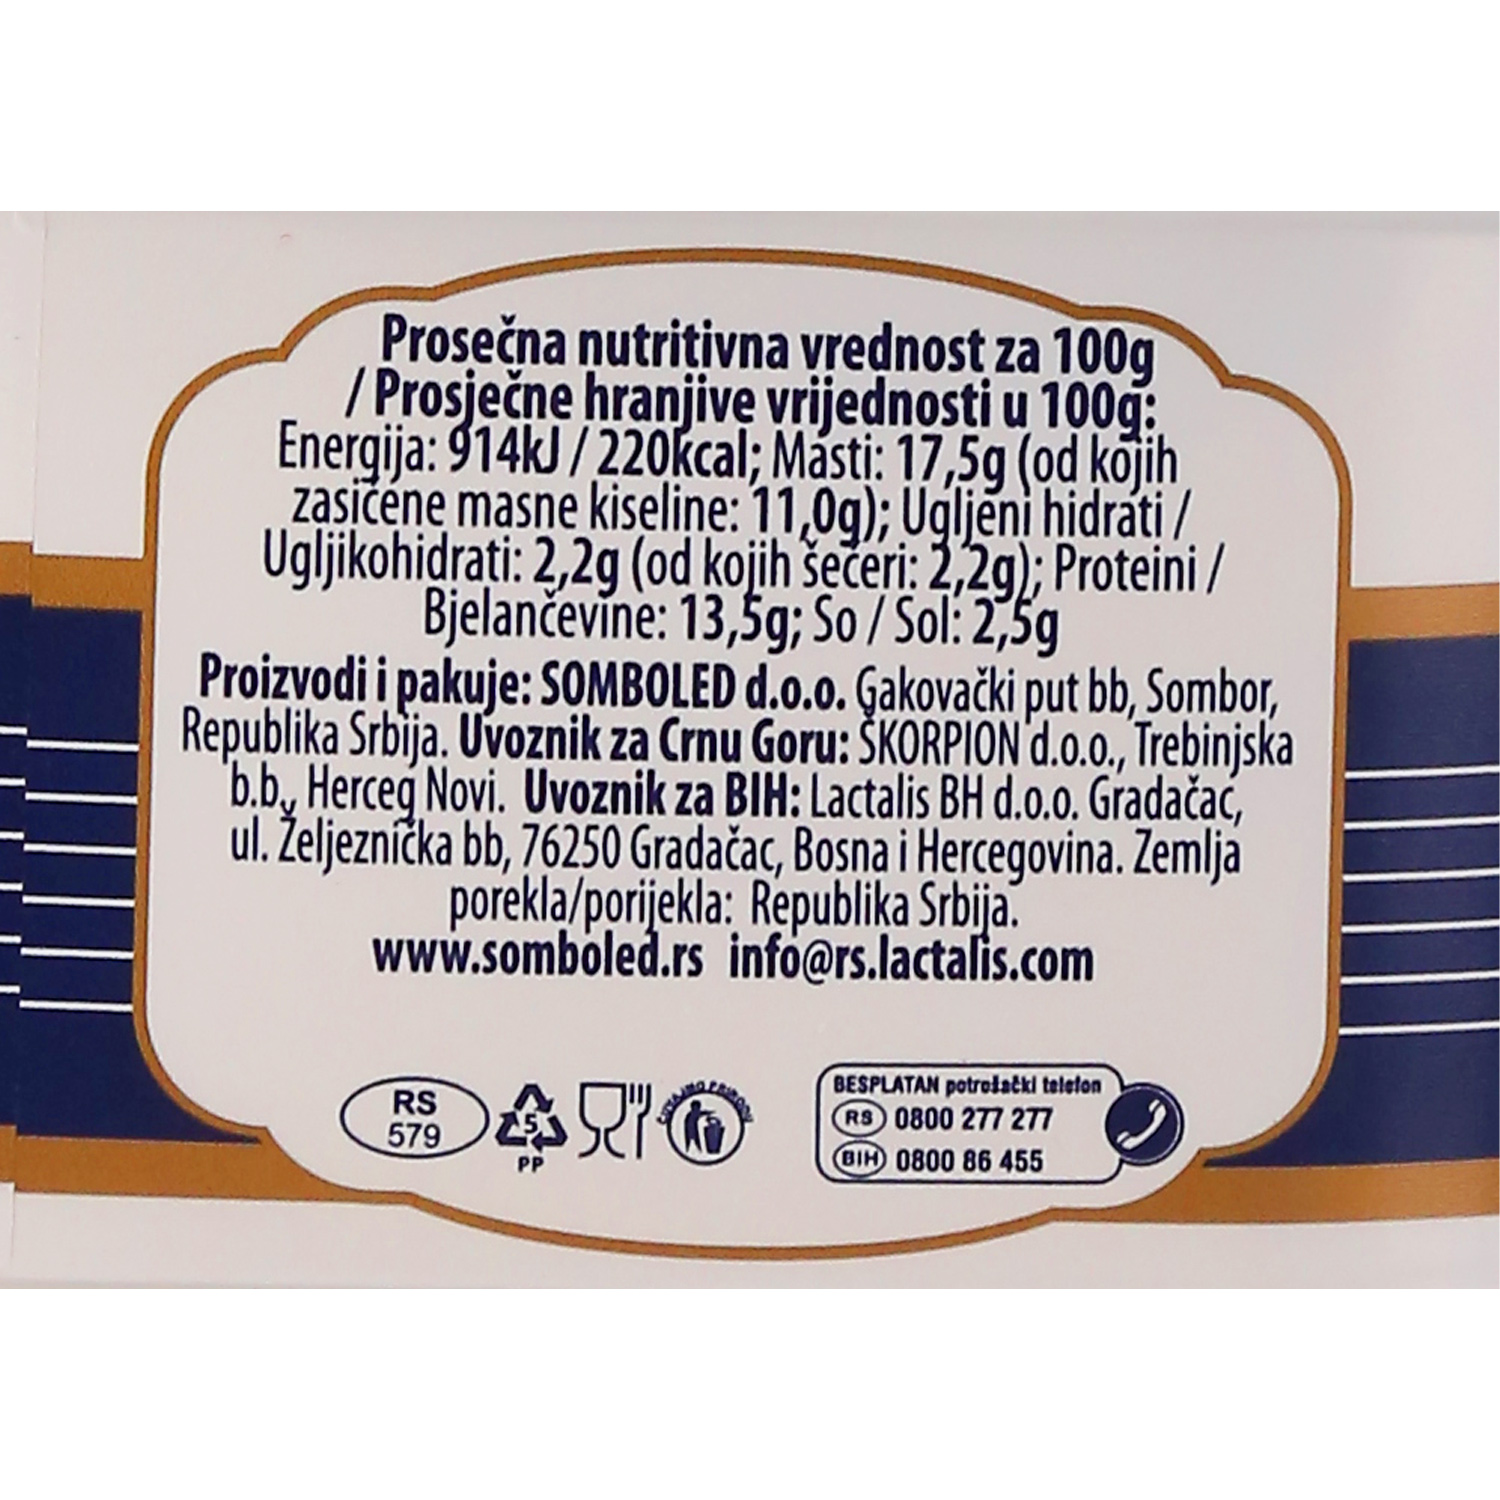 Prosečna nutritivna vrednost za 100g
/ Prosječne hranjive vrijednosti u 100g:
Energija: 914kJ / 220kcal; Masti: 17,5g (od kojih
zasićene masne kiseline: 11,0g); Ugljeni hidrati /
Ugljikohidrati: 2,2g (od kojih šećeri: 2,2g); Proteini /
Bjelančevine: 13,5g; So / Sol: 2,5g
Proizvodi i pakuje: SOMBOLED d.o.o. Gakovački put bb, Sombor,
Republika Srbija. Uvoznik za Crnu Goru: ŠKORPION d.o.o., Trebinjska
b.b., Herceg Novi. Uvoznik za BIH: Lactalis BH d.o.o. Gradačac,
ul. Željeznička bb, 76250 Gradačac, Bosna i Hercegovina. Zemlja
porekla/porijekla: Republika Srbija.
www.somboled.rs info@rs.lactalis.com
RS
579
5
PP
ČUVAJMO PRIRODU
BESPLATAN potrošački telefon
RS 0800 277 277
BIH 0800 86 455